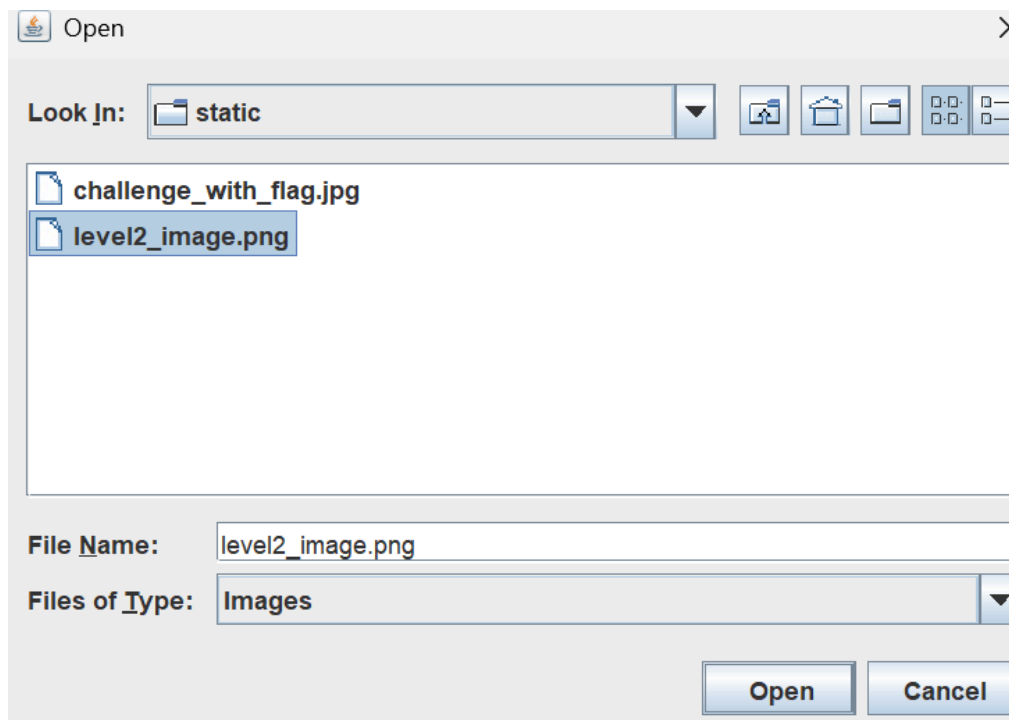 Open
Look In: static
challenge_with_flag.jpg
level2_image.png
File Name: level2_image.png
Files of Type: Images
Open Cancel